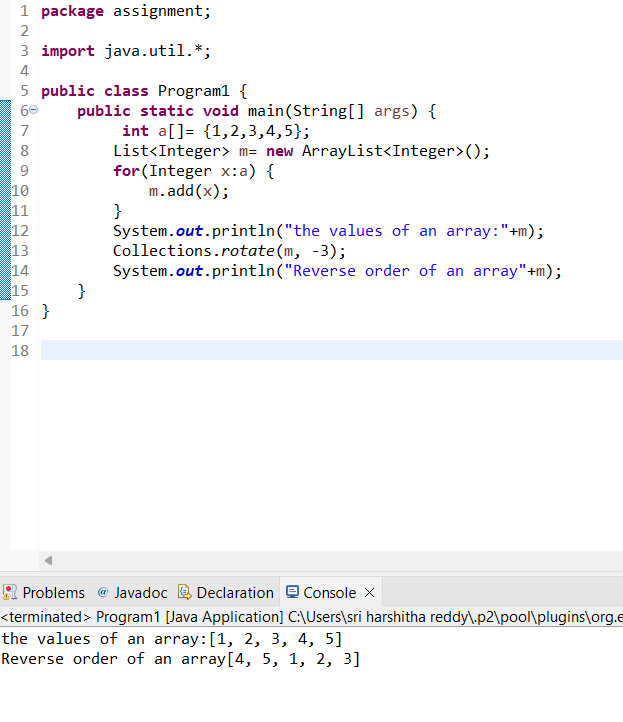 1 package assignment;
2
3 import java.util.*;
4
5 public class Program1 {
6 public static void main(String[] args) {
7 int a[]= {1,2,3,4,5};
8 List<Integer> m= new ArrayList<Integer>();
9 for(Integer x:a) {
10 m.add(x);
11 }
12 System.out.println("the values of an array:"+m);
13 Collections.rotate(m, -3);
14 System.out.println("Reverse order of an array"+m);
15 }
16 }
17
18
Problems @ Javadoc Declaration Console
<terminated> Program1 [Java Application] C:\Users\sri harshitha reddy\.p2\pool\plugins\org.e
the values of an array:[1, 2, 3, 4, 5]
Reverse order of an array[4, 5, 1, 2, 3]